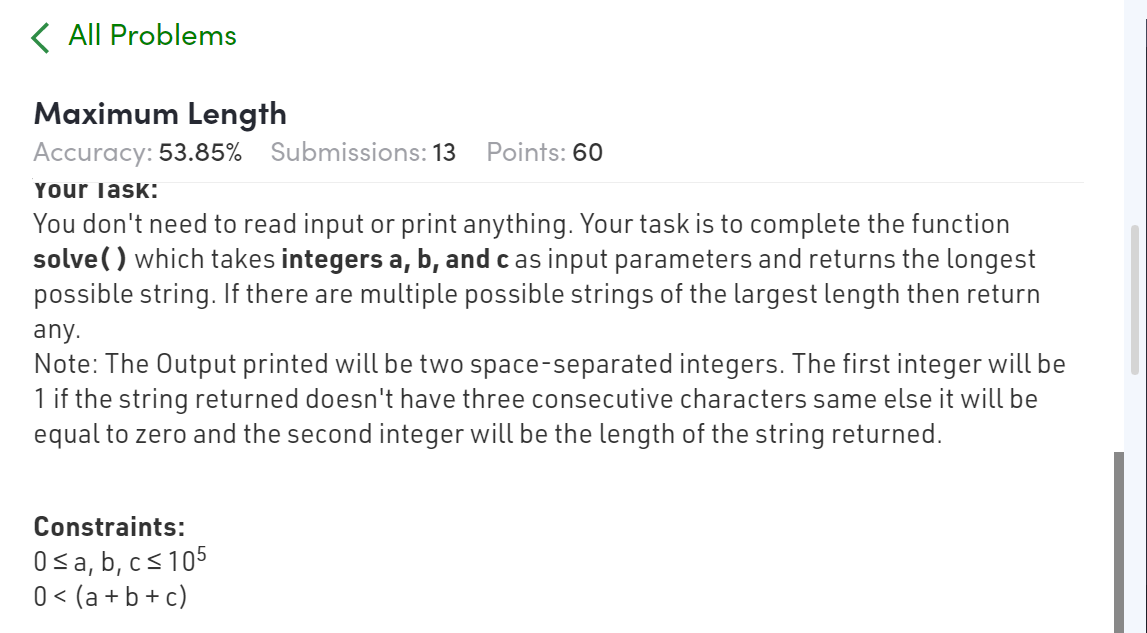 All Problems
Maximum Length
Accuracy: 53.85% Submissions: 13 Points: 60
Your Task:
You don't need to read input or print anything. Your task is to complete the function
solve( ) which takes integers a, b, and c as input parameters and returns the longest
possible string. If there are multiple possible strings of the largest length then return
any.
Note: The Output printed will be two space-separated integers. The first integer will be
1 if the string returned doesn't have three consecutive characters same else it will be
equal to zero and the second integer will be the length of the string returned.
Constraints:
0 ≤ a, b, c ≤ 10⁵
0 < (a + b + c)